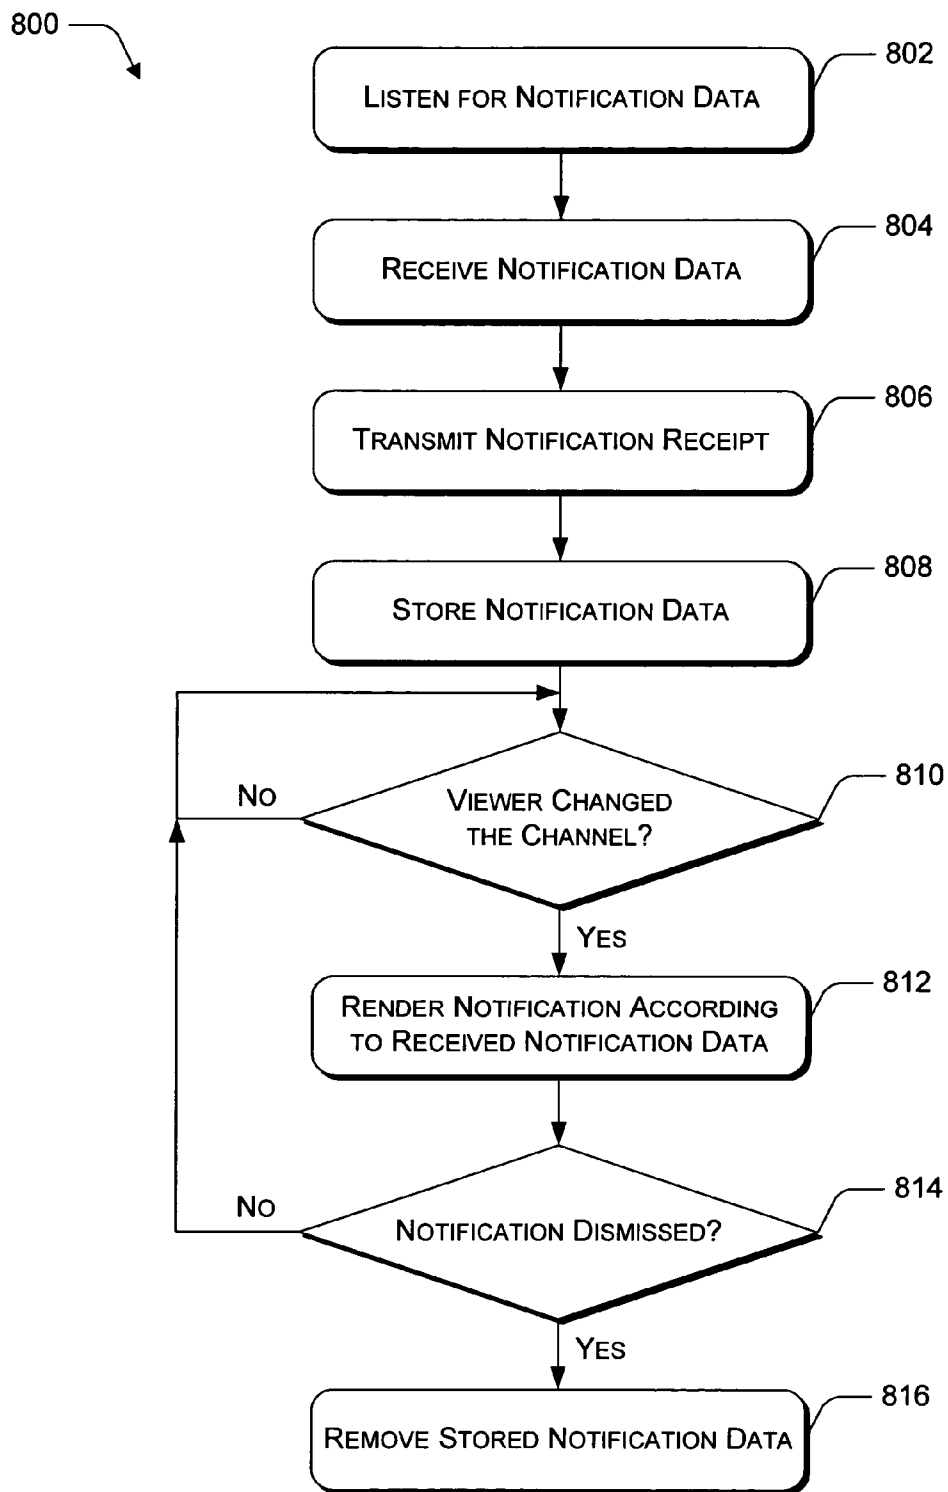 800
802
LISTEN FOR NOTIFICATION DATA
804
RECEIVE NOTIFICATION DATA
806
TRANSMIT NOTIFICATION RECEIPT
808
STORE NOTIFICATION DATA
810
NO
VIEWER CHANGED
THE CHANNEL?
YES
812
RENDER NOTIFICATION ACCORDING
TO RECEIVED NOTIFICATION DATA
814
NO
NOTIFICATION DISMISSED?
YES
816
REMOVE STORED NOTIFICATION DATA